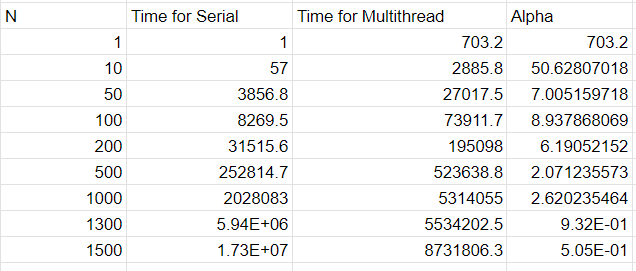 N Time for Serial Time for Multithread Alpha
1 1 703.2 703.2
10 57 2885.8 50.62807018
50 3856.8 27017.5 7.005159718
100 8269.5 73911.7 8.937868069
200 31515.6 195098 6.19052152
500 252814.7 523638.8 2.071235573
1000 2028083 5314055 2.620235464
1300 5.94E+06 5534202.5 9.32E-01
1500 1.73E+07 8731806.3 5.05E-01